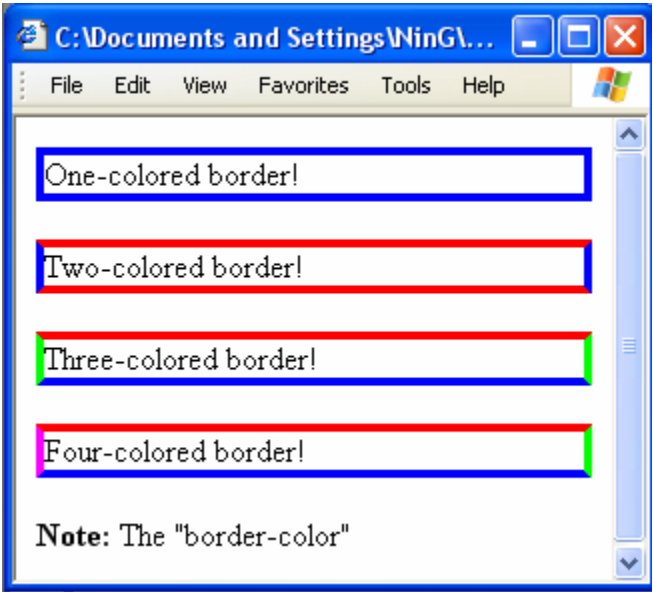 C:\Documents and Settings\NinG\...
File Edit View Favorites Tools Help
One-colored border!
Two-colored border!
Three-colored border!
Four-colored border!
Note: The "border-color"